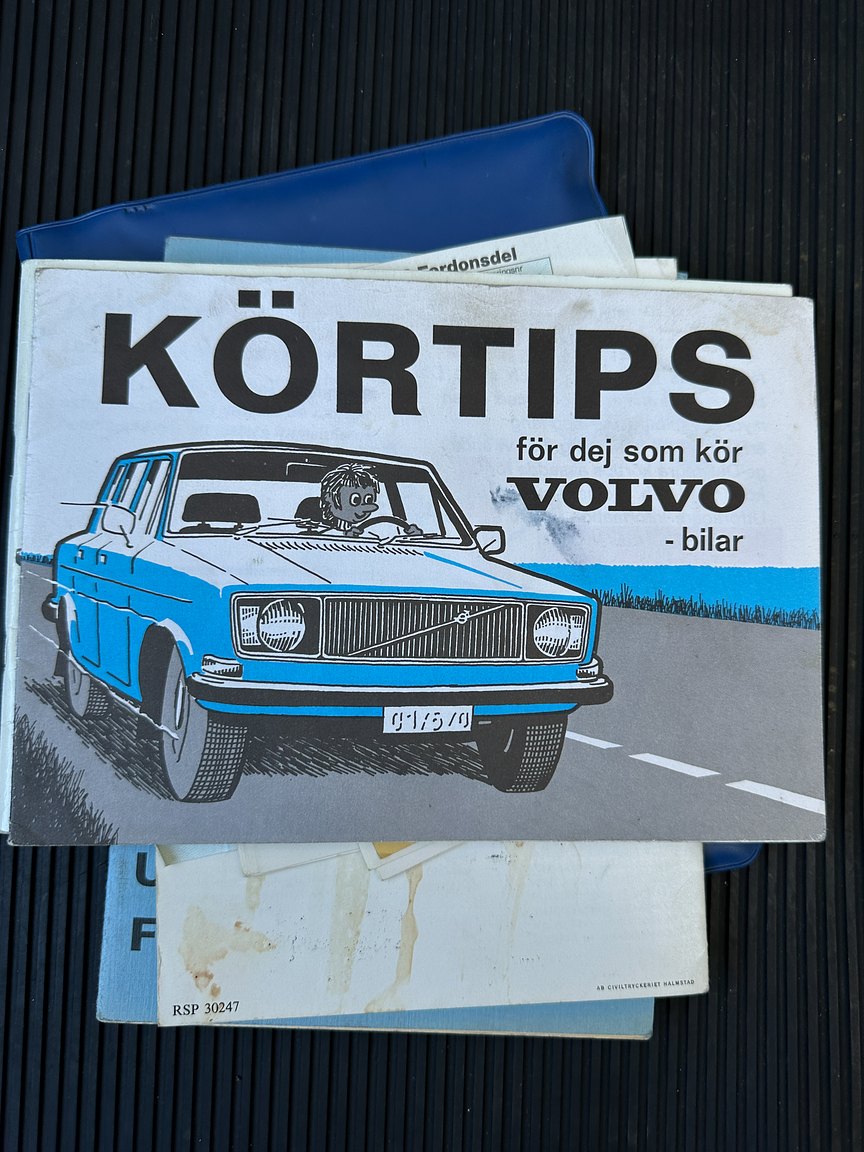 Fordonsdel
KÖRTIPS
för dej som kör
VOLVO
- bilar
U
F
RSP 30247
AB CIVILTRYCKERIET HALMSTAD